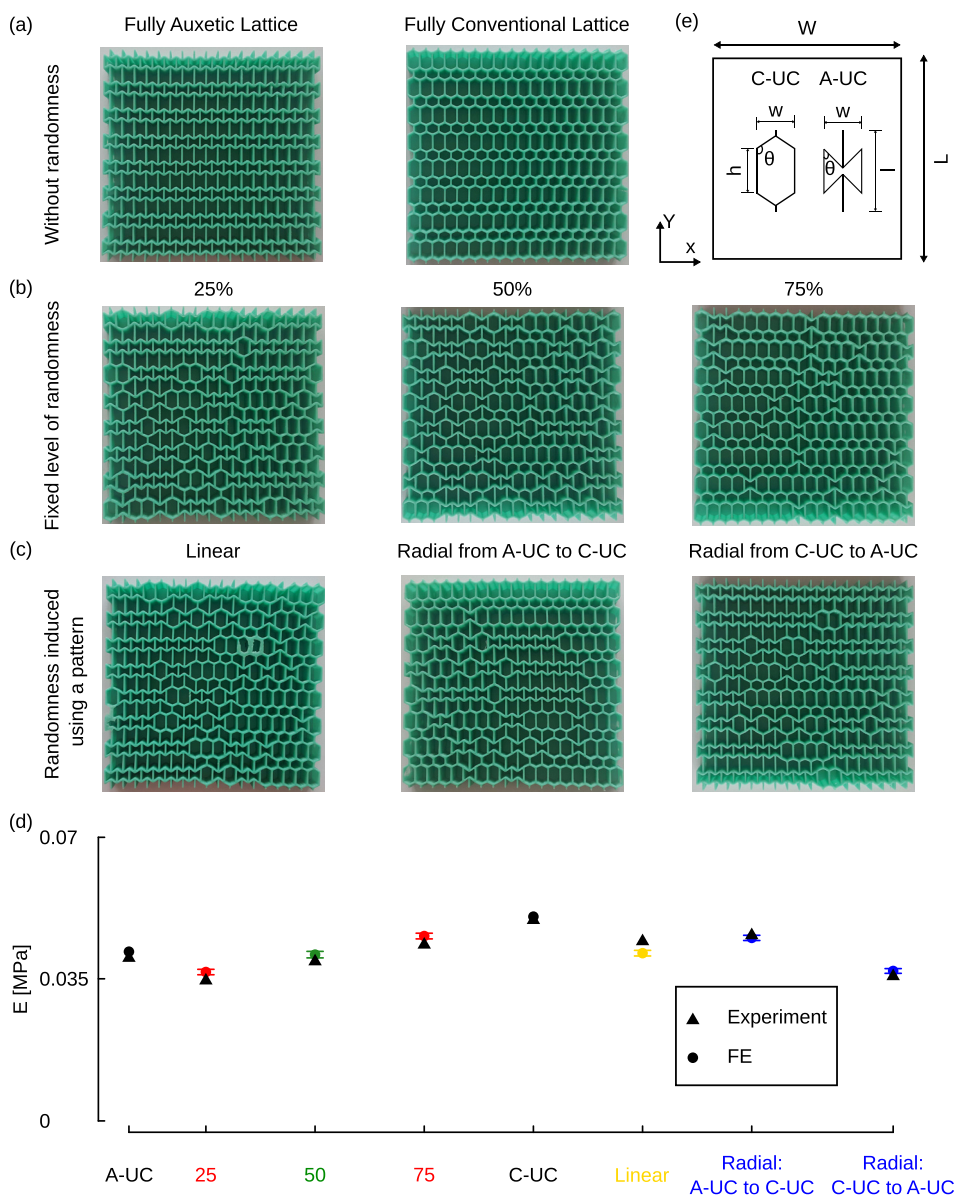 (a)
Fully Auxetic Lattice
Fully Conventional Lattice
(e)
Without randomness
W
C-UC
A-UC
w
w
h
θ
θ
l
L
Y
x
(b)
25%
50%
75%
Fixed level of randomness
(c)
Linear
Radial from A-UC to C-UC
Radial from C-UC to A-UC
Randomness induced
using a pattern
(d)
0.07
0.035
0
E [MPa]
Experiment
FE
A-UC
25
50
75
C-UC
Linear
Radial:
A-UC to C-UC
Radial:
C-UC to A-UC